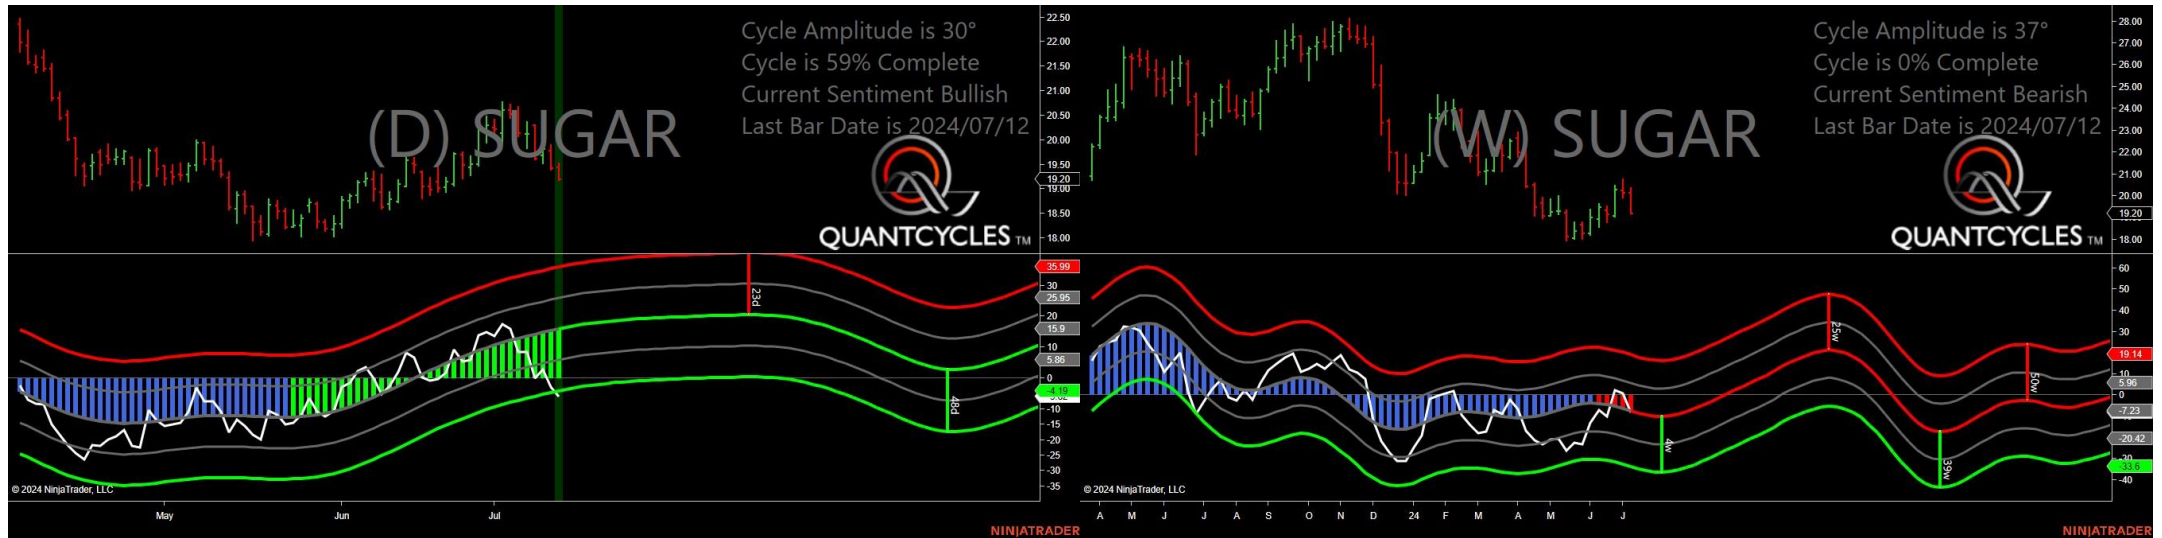 Cycle Amplitude is 30°
Cycle is 59% Complete
Current Sentiment Bullish
Last Bar Date is 2024/07/12
(D) SUGAR
QUANTCYCLES TM
22.50
22.00
21.50
21.00
20.50
20.00
19.50
19.20
19.00
18.50
18.00
35.99
30
25.95
20
15.9
10
5.86
0
-4.19
-10
-15
-20
-25
-30
-35
23d
48d
© 2024 NinjaTrader, LLC
May
Jun
Jul
NINJATRADER
Cycle Amplitude is 37°
Cycle is 0% Complete
Current Sentiment Bearish
Last Bar Date is 2024/07/12
(W) SUGAR
QUANTCYCLES TM
28.00
27.00
26.00
25.00
24.00
23.00
22.00
21.00
20.00
19.20
18.00
60
50
40
30
19.14
10
5.96
0
-7.23
-20.42
-30
-33.6
-40
25w
4w
39w
50w
© 2024 NinjaTrader, LLC
A M J J A S O N D 24 F M A M J J
NINJATRADER